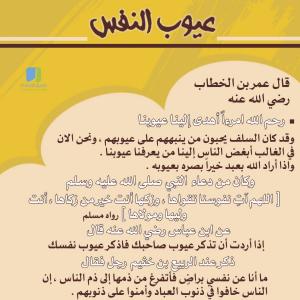 عيوب النفس
قال عمر بن الخطاب
رضي الله عنه
رحم الله امرءاً أهدى إلينا عيوبنا
وقد كان السلف يحبون من ينبههم على عيوبهم ، ونحن الان
في الغالب أبغض الناس إلينا من يعرفنا عيوبنا .
وإذا أراد الله بعبد خيراً بصره بعيوبه .
وكان من دعاء النبي صلى الله عليه وسلم
[ اللهم آت نفوسنا تقواها ، وزكها أنت خير من زكاها ، أنت
وليها ومولاها ] رواه مسلم
عن ابن عباس رضي الله عنه قال
إذا أردت أن تذكر عيوب صاحبك فاذكر عيوب نفسك
ذكر عند الربيع بن خثيم رجل فقال
ما أنا عن نفسي براضٍ فأتفرغ من ذمها إلى ذم الناس ، إن
الناس خافوا في ذنوب العباد وأمنوا على ذنوبهم .